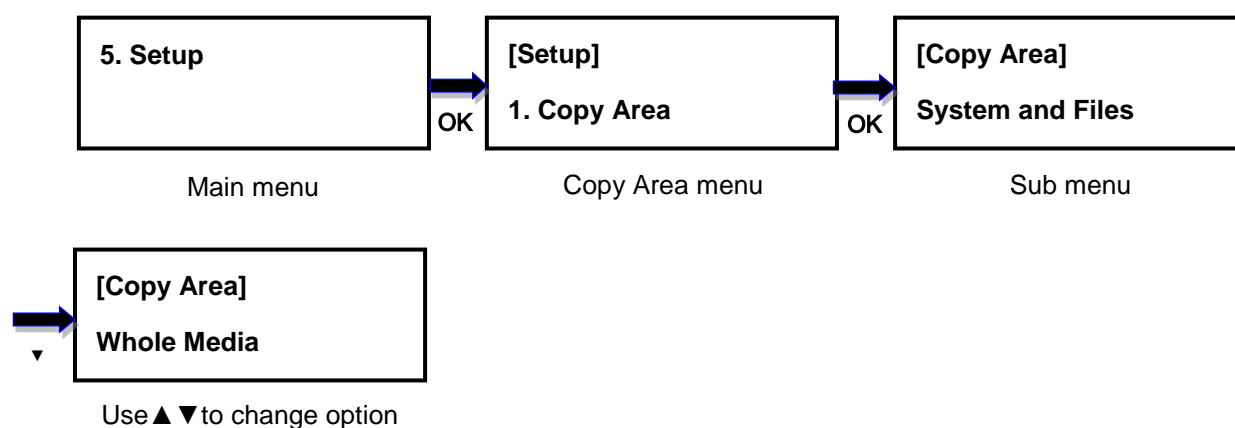 5. Setup
OK
[Setup]
1. Copy Area
OK
[Copy Area]
System and Files
Main menu
Copy Area menu
Sub menu
▼
[Copy Area]
Whole Media
Use▲▼to change option